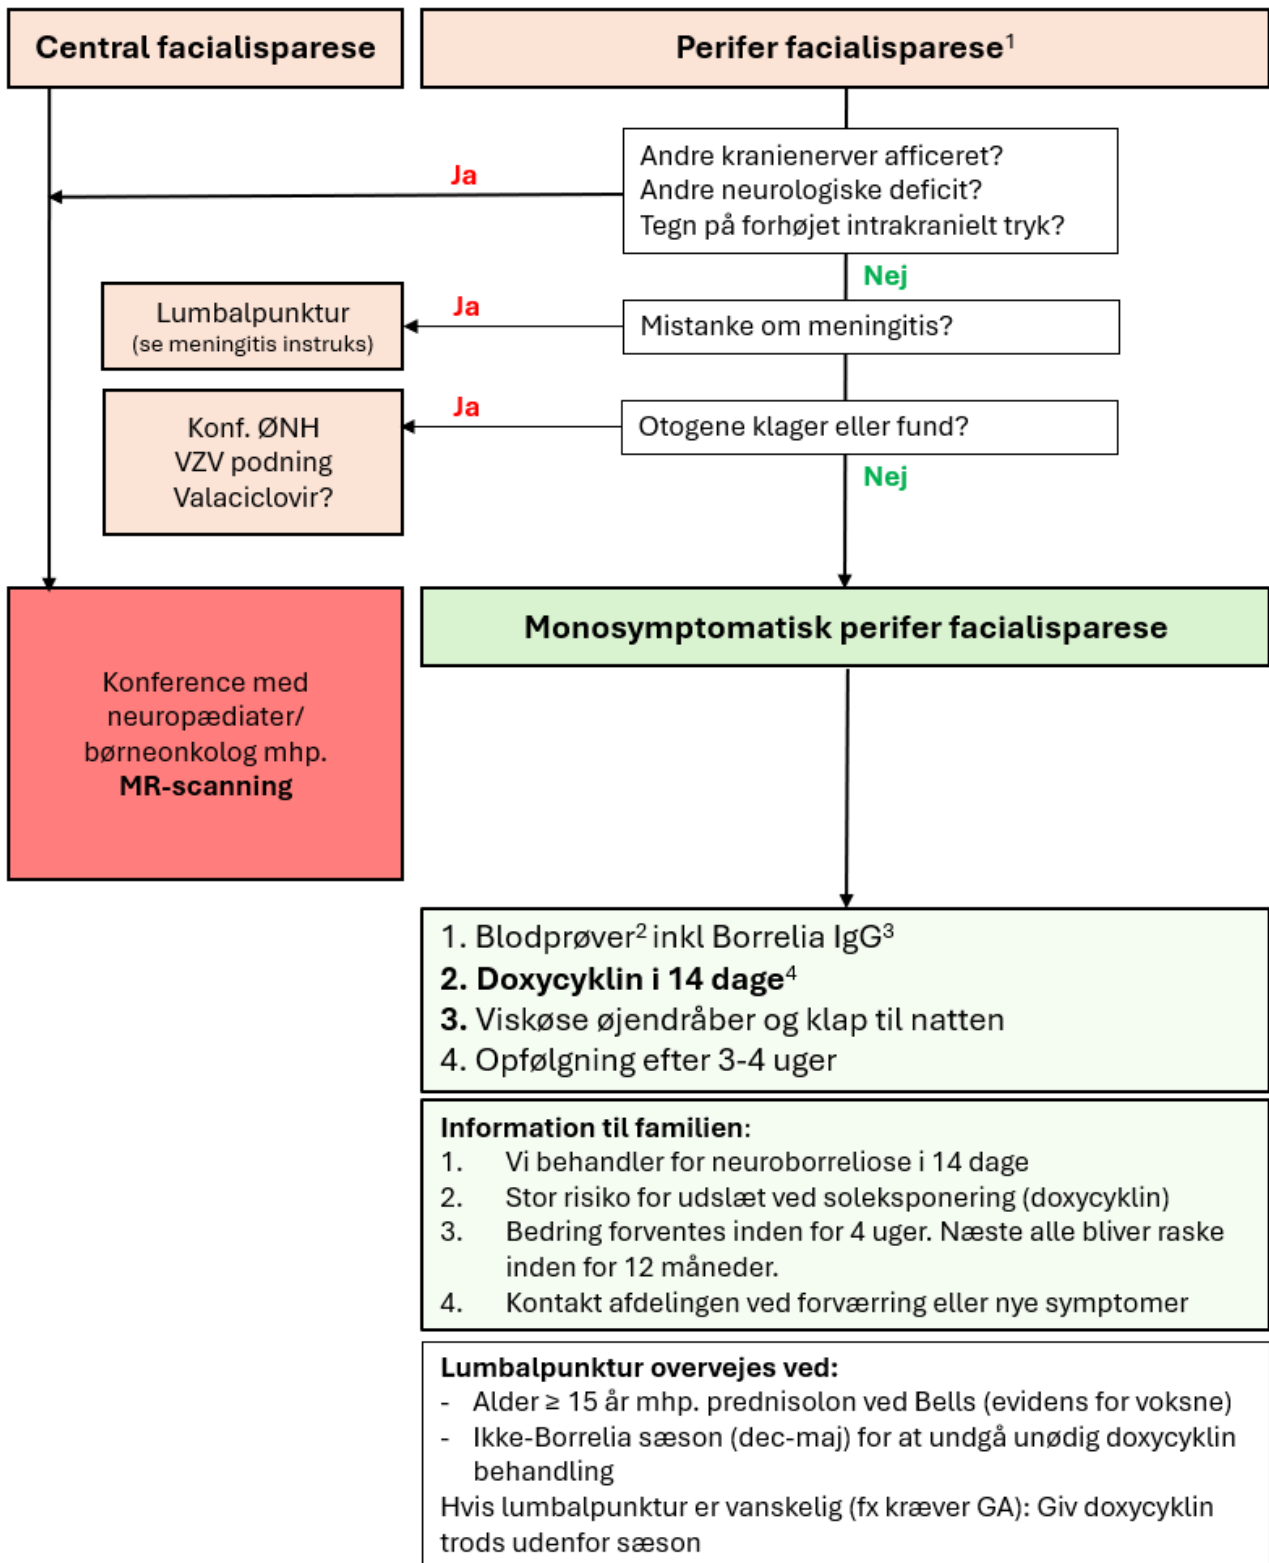 Central facialisparese
Perifer facialisparese¹
Andre kranienerver afficeret?
Andre neurologiske deficit?
Tegn på forhøjet intrakranielt tryk?
Ja
Nej
Mistanke om meningitis?
Ja
Lumbalpunktur
(se meningitis instruks)
Otogene klager eller fund?
Ja
Konf. ØNH
VZV podning
Valaciclovir?
Nej
Monosymptomatisk perifer facialisparese
Konference med
neuropædiater/
børneonkolog mhp.
MR-scanning
1. Blodprøver² inkl Borrelia IgG³
2. Doxycyklin i 14 dage⁴
3. Viskøse øjendråber og klap til natten
4. Opfølgning efter 3-4 uger
Information til familien:
1. Vi behandler for neuroborreliose i 14 dage
2. Stor risiko for udslæt ved soleksponering (doxycyklin)
3. Bedring forventes inden for 4 uger. Næste alle bliver raske
inden for 12 måneder.
4. Kontakt afdelingen ved forværring eller nye symptomer
Lumbalpunktur overvejes ved:
- Alder ≥ 15 år mhp. prednisolon ved Bells (evidens for voksne)
- Ikke-Borrelia sæson (dec-maj) for at undgå unødig doxycyklin
behandling
Hvis lumbalpunktur er vanskelig (fx kræver GA): Giv doxycyklin
trods udenfor sæson